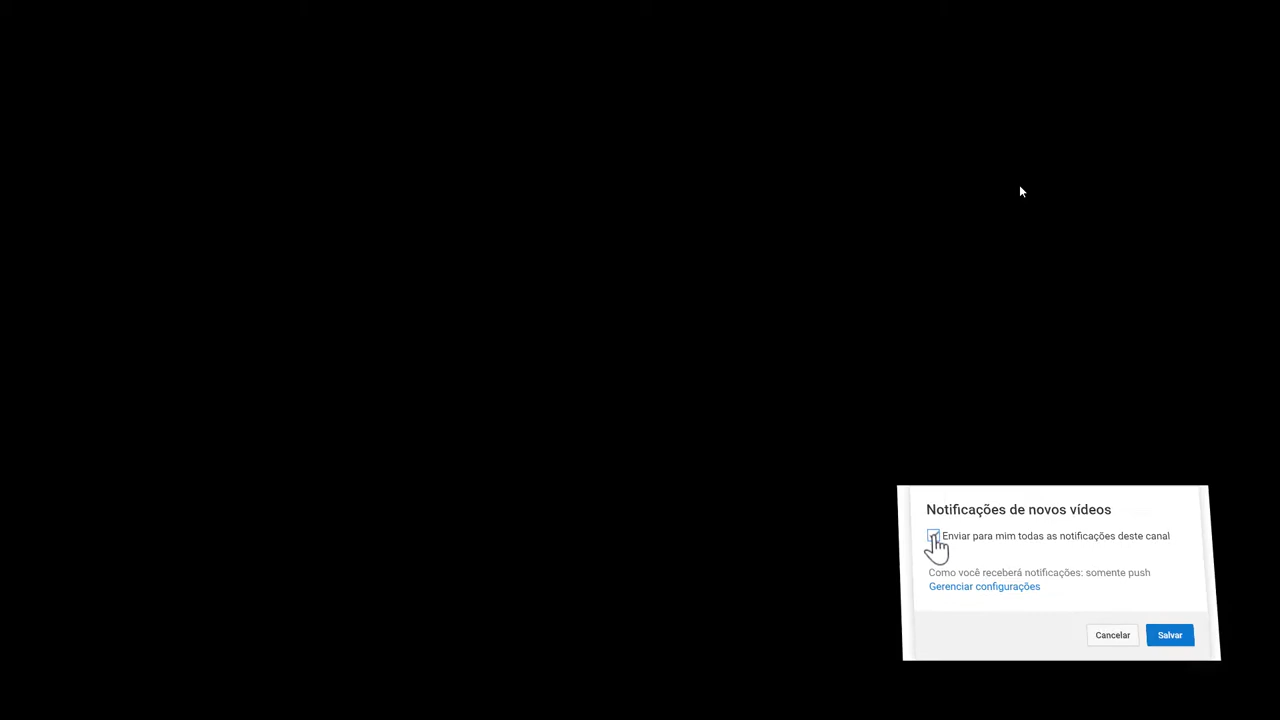 Notificações de novos vídeos
Enviar para mim todas as notificações deste canal
Como você receberá notificações: somente push
Gerenciar configurações
Cancelar
Salvar